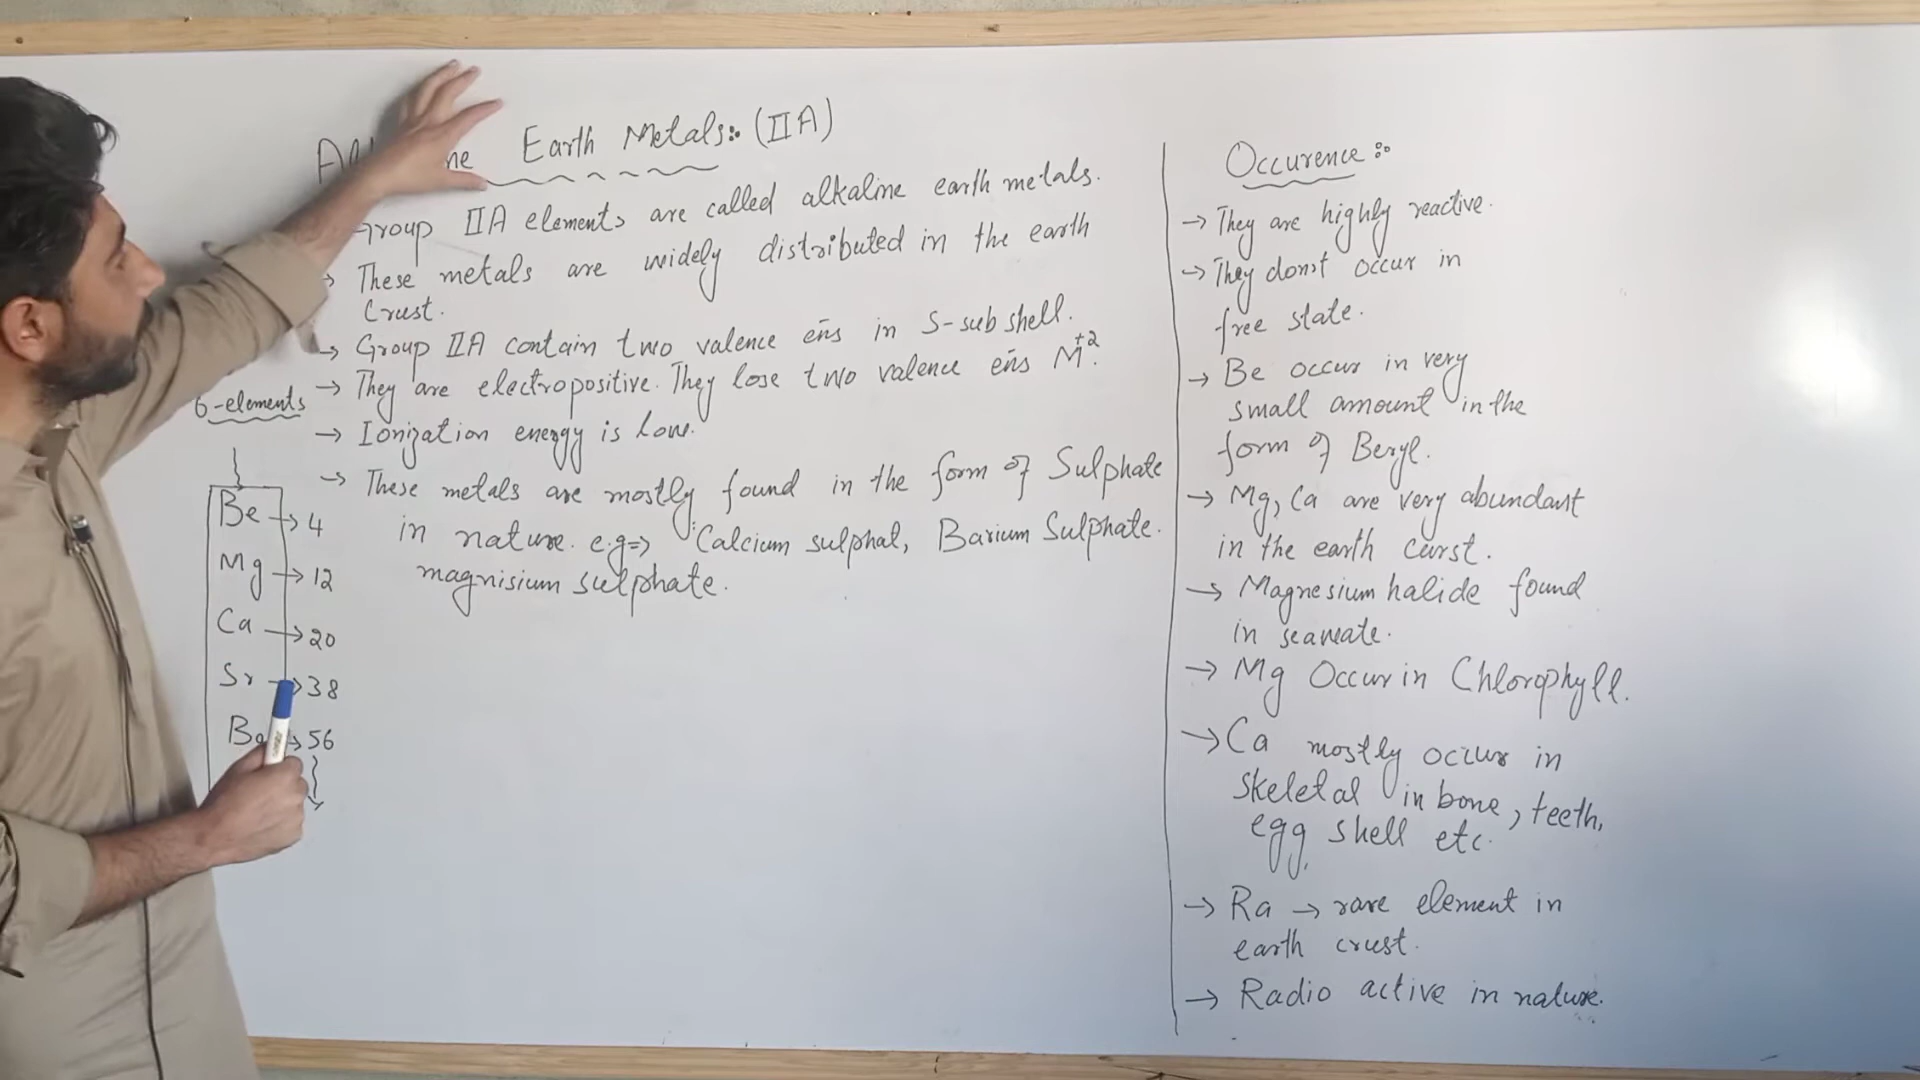 Earth Metals:. (IIA)
Group IIA elements are called alkaline earth metals.
These metals are widely distributed in the earth
Crust.
→ Group IIA contain two valence ens in S-sub shell.
→ They are electropositive. They lose two valence ens M+2.
→ Ionization energy is low.
→ These metals are mostly found in the form of Sulphate
in nature. e.g=> Calcium sulphat, Barium Sulphate.
magnisium sulphate.
6-elements
Be → 4
Mg → 12
Ca → 20
Sr → 38
Ba → 56
Occurence:.
→ They are highly reactive.
→ They don't occur in
free state.
→ Be occur in very
small amount in the
form of Beryl.
→ Mg, Ca are very abundant
in the earth curst.
→ Magnesium halide found
in seawate.
→ Mg Occur in Chlorophyll.
→ Ca mostly occur in
skeletal in bone, teeth,
egg shell etc.
→ Ra → rare element in
earth crust.
→ Radio active in nature.